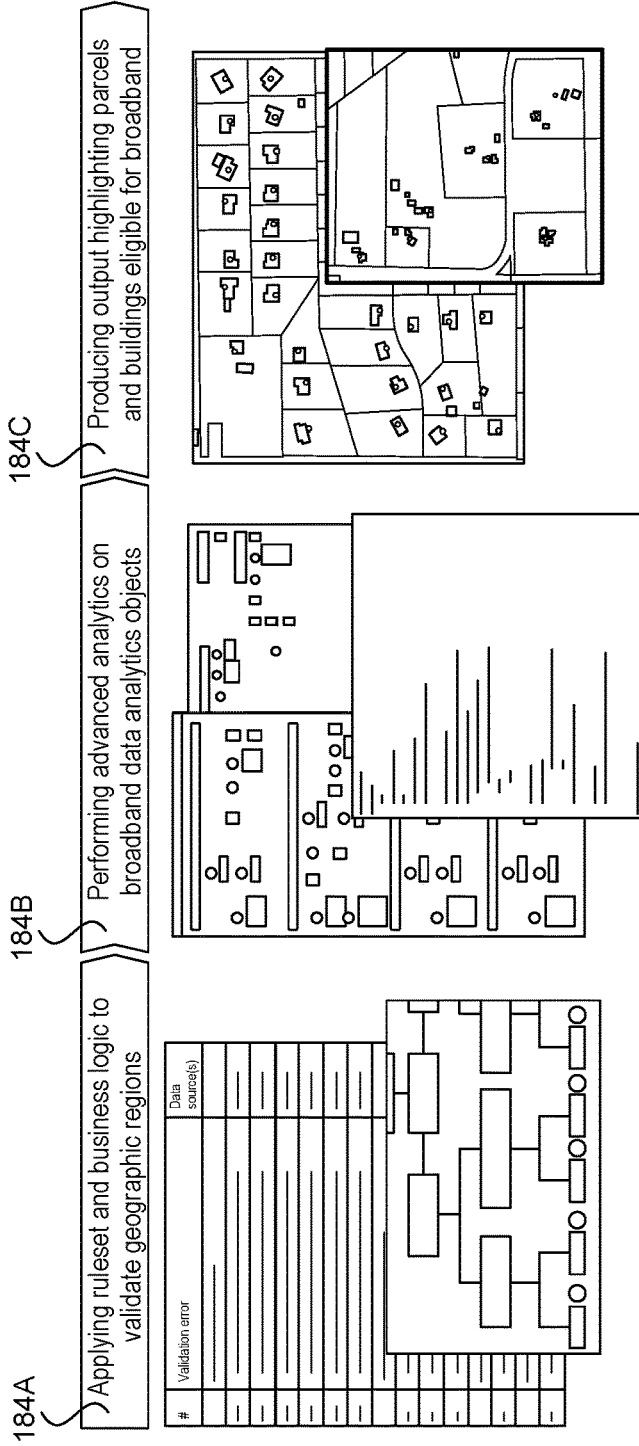 184A
Applying ruleset and business logic to
validate geographic regions
#
Validation error
Data
source(s)
184B
Performing advanced analytics on
broadband data analytics objects
184C
Producing output highlighting parcels
and buildings eligible for broadband